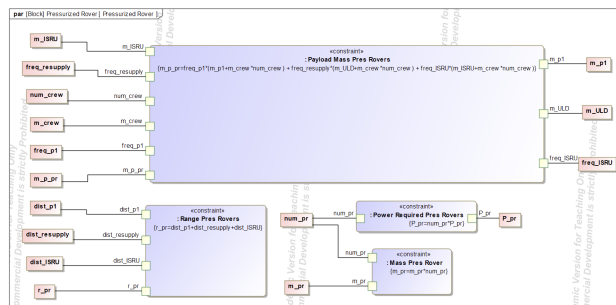 par [Block] Pressurized Rover [ Pressurized Rover ]
m_ISRU
m_ISRU
freq_resupply
freq_resupply
num_crew
num_crew
m_crew
m_crew
freq_p1
freq_p1
m_p_pr
m_p_pr
«constraint»
: Payload Mass Pres Rovers
{m_p_pr=freq_p1*(m_p1+m_crew *num_crew ) + freq_resupply*(m_ULD+m_crew *num_crew ) + freq_ISRU*(m_ISRU+m_crew *num_crew )}
m_p1
m_p1
m_ULD
m_ULD
freq_ISRU
freq_ISRU
dist_p1
dist_p1
dist_resupply
dist_resupply
dist_ISRU
dist_ISRU
r_pr
r_pr
«constraint»
: Range Pres Rovers
{r_pr=dist_p1+dist_resupply+dist_ISRU}
num_pr
num_pr
«constraint»
: Power Required Pres Rovers
{P_pr=num_pr*P_pr}
P_pr
P_pr
num_pr
m_pr
m_pr
«constraint»
: Mass Pres Rover
{m_pr=m_pr*num_pr}